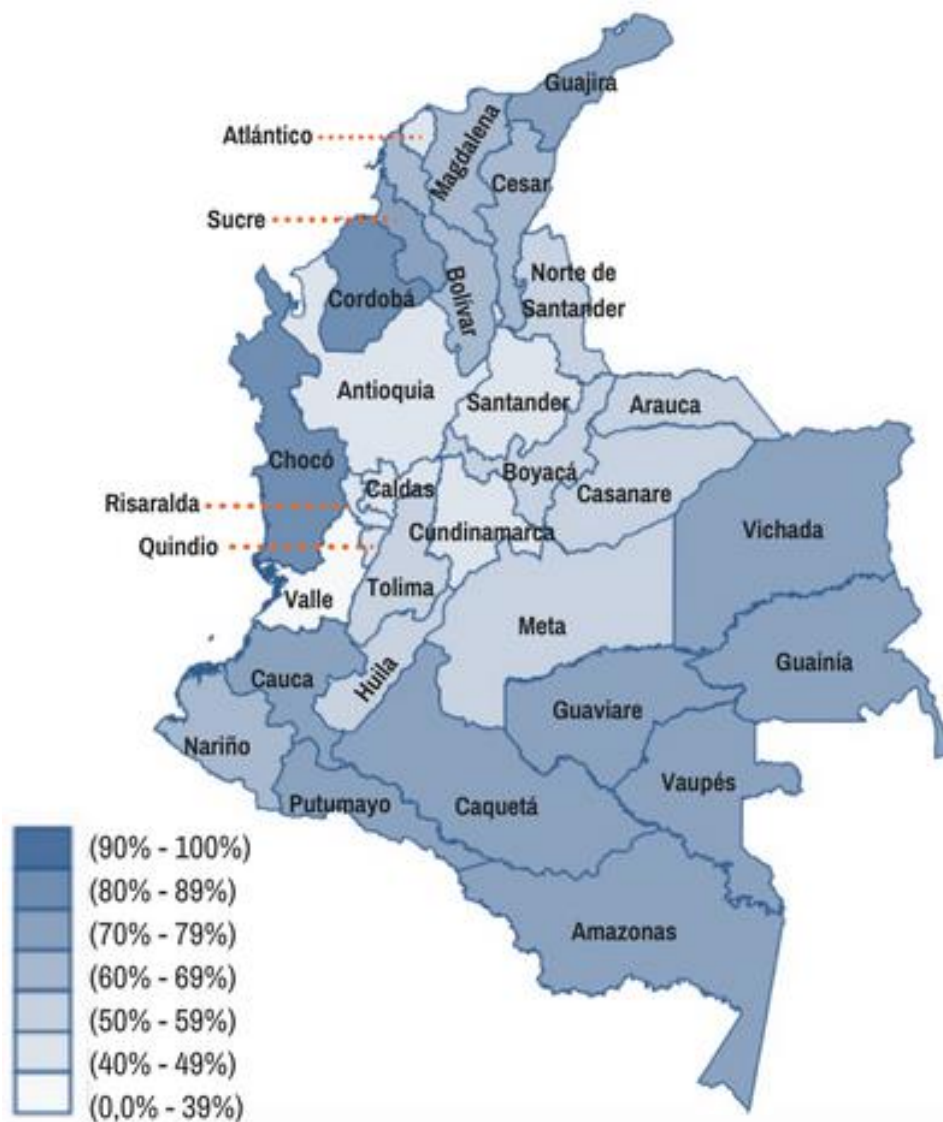 Guajira
Atlántico
Magdalena
Cesar
Sucre
Norte de
Santander
Cordobá
Bolívar
Antioquia
Santander
Arauca
Chocó
Boyacá
Caldas
Casanare
Risaralda
Cundinamarca
Vichada
Quindio
Tolima
Valle
Meta
Guainía
Huila
Cauca
Guaviare
Nariño
Vaupés
Putumayo
Caquetá
Amazonas
(90% - 100%)
(80% - 89%)
(70% - 79%)
(60% - 69%)
(50% - 59%)
(40% - 49%)
(0,0% - 39%)